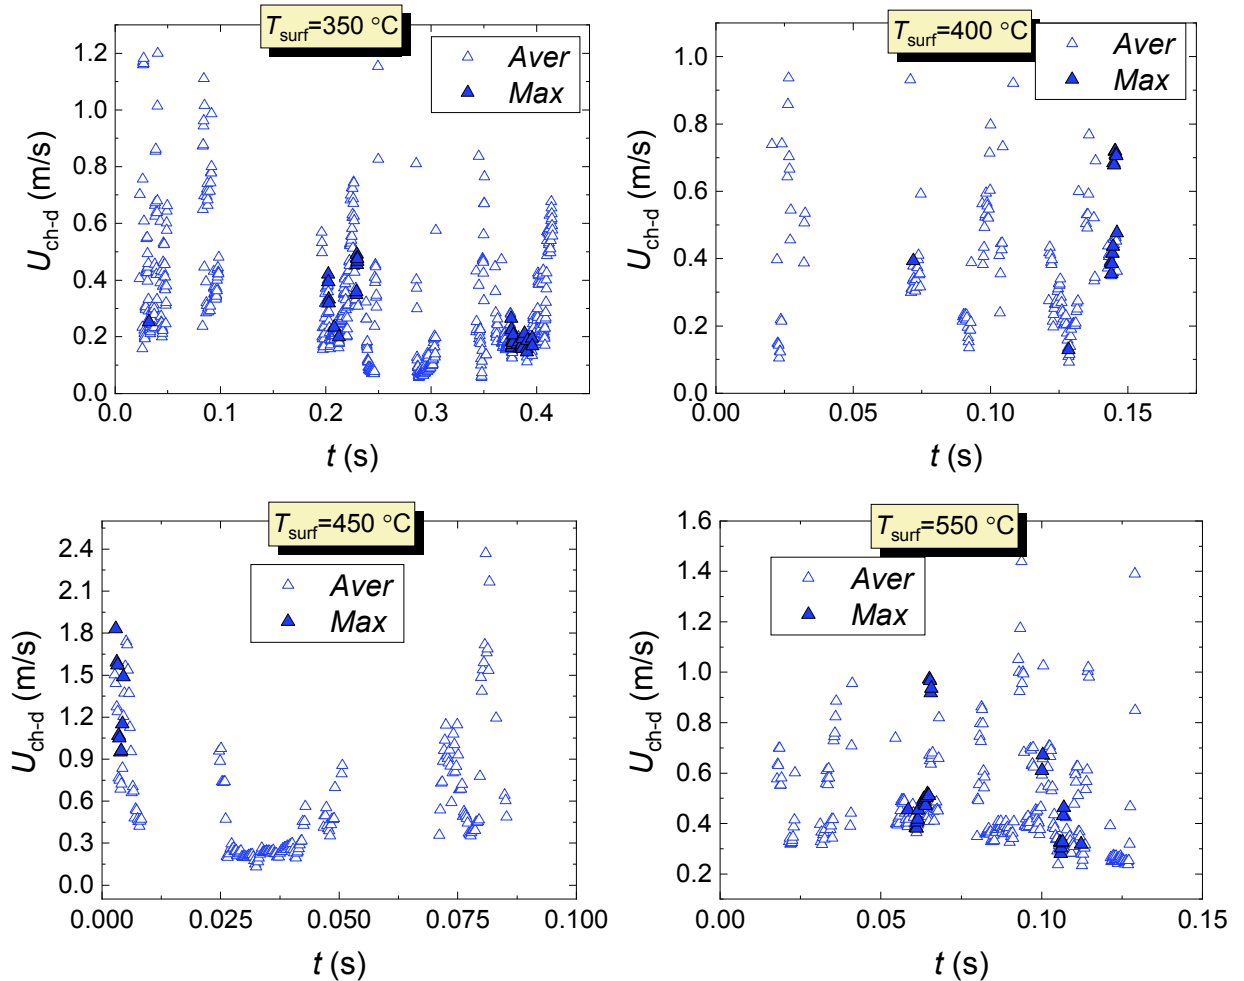 T_surf=350 °C
Aver
Max
U_ch-d (m/s)
1.2
1.0
0.8
0.6
0.4
0.2
0.0
0.0 0.1 0.2 0.3 0.4
t (s)
T_surf=400 °C
Aver
Max
U_ch-d (m/s)
1.0
0.8
0.6
0.4
0.2
0.0
0.00 0.05 0.10 0.15
t (s)
T_surf=450 °C
Aver
Max
U_ch-d (m/s)
2.4
2.1
1.8
1.5
1.2
0.9
0.6
0.3
0.0
0.000 0.025 0.050 0.075 0.100
t (s)
T_surf=550 °C
Aver
Max
U_ch-d (m/s)
1.6
1.4
1.2
1.0
0.8
0.6
0.4
0.2
0.00 0.05 0.10 0.15
t (s)